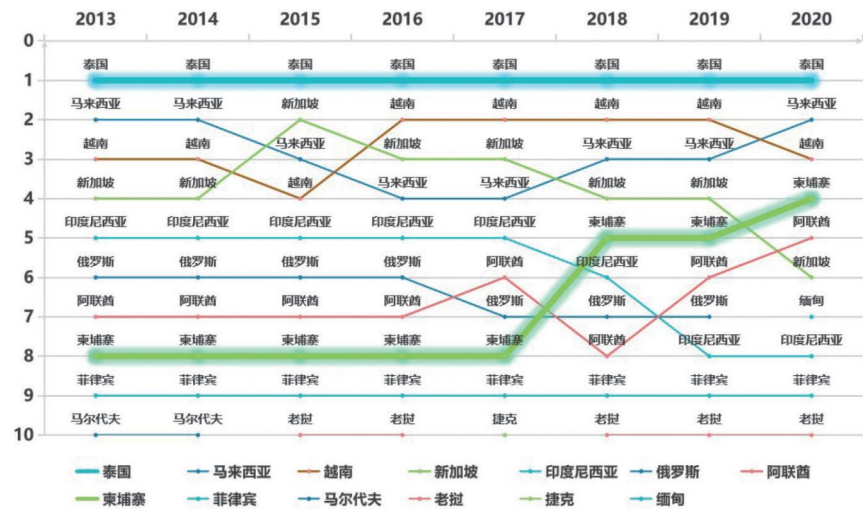 2013 2014 2015 2016 2017 2018 2019 2020
0
泰国 泰国 泰国 泰国 泰国 泰国 泰国 泰国
1
马来西亚 马来西亚 新加坡 越南 越南 越南 越南 马来西亚
2
越南 越南 马来西亚 新加坡 新加坡 马来西亚 马来西亚 越南
3
新加坡 新加坡 越南 马来西亚 马来西亚 新加坡 新加坡 柬埔寨
4
印度尼西亚 印度尼西亚 印度尼西亚 印度尼西亚 印度尼西亚 柬埔寨 柬埔寨 阿联酋
5
俄罗斯 俄罗斯 俄罗斯 俄罗斯 阿联酋 印度尼西亚 阿联酋 新加坡
6
阿联酋 阿联酋 阿联酋 阿联酋 俄罗斯 俄罗斯 俄罗斯 缅甸
7
柬埔寨 柬埔寨 柬埔寨 柬埔寨 柬埔寨 阿联酋 印度尼西亚 印度尼西亚
8
菲律宾 菲律宾 菲律宾 菲律宾 菲律宾 菲律宾 菲律宾 菲律宾
9
马尔代夫 马尔代夫 老挝 老挝 捷克 老挝 老挝 老挝
10
泰国 马来西亚 越南 新加坡 印度尼西亚 俄罗斯 阿联酋
柬埔寨 菲律宾 马尔代夫 老挝 捷克 缅甸